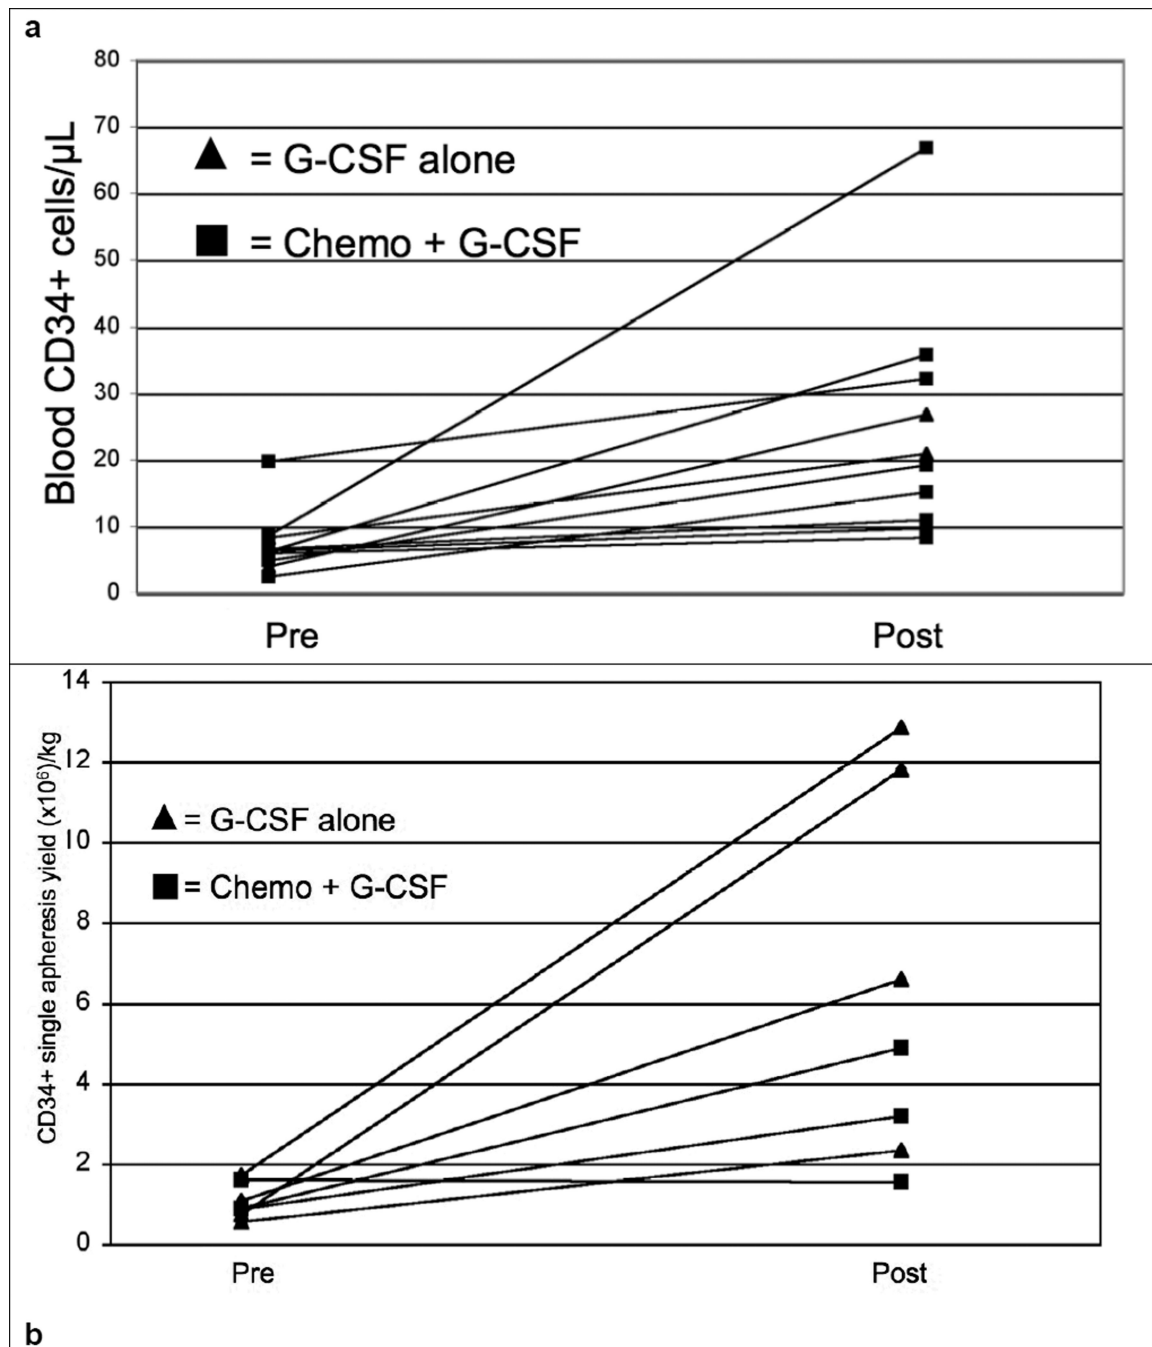 a
80
70
60
50
40
30
20
10
0
Blood CD34+ cells/µL
▲ = G-CSF alone
■ = Chemo + G-CSF
Pre Post
14
12
10
8
6
4
2
0
CD34+ single apheresis yield (x10⁶)/kg
▲ = G-CSF alone
■ = Chemo + G-CSF
Pre Post
b